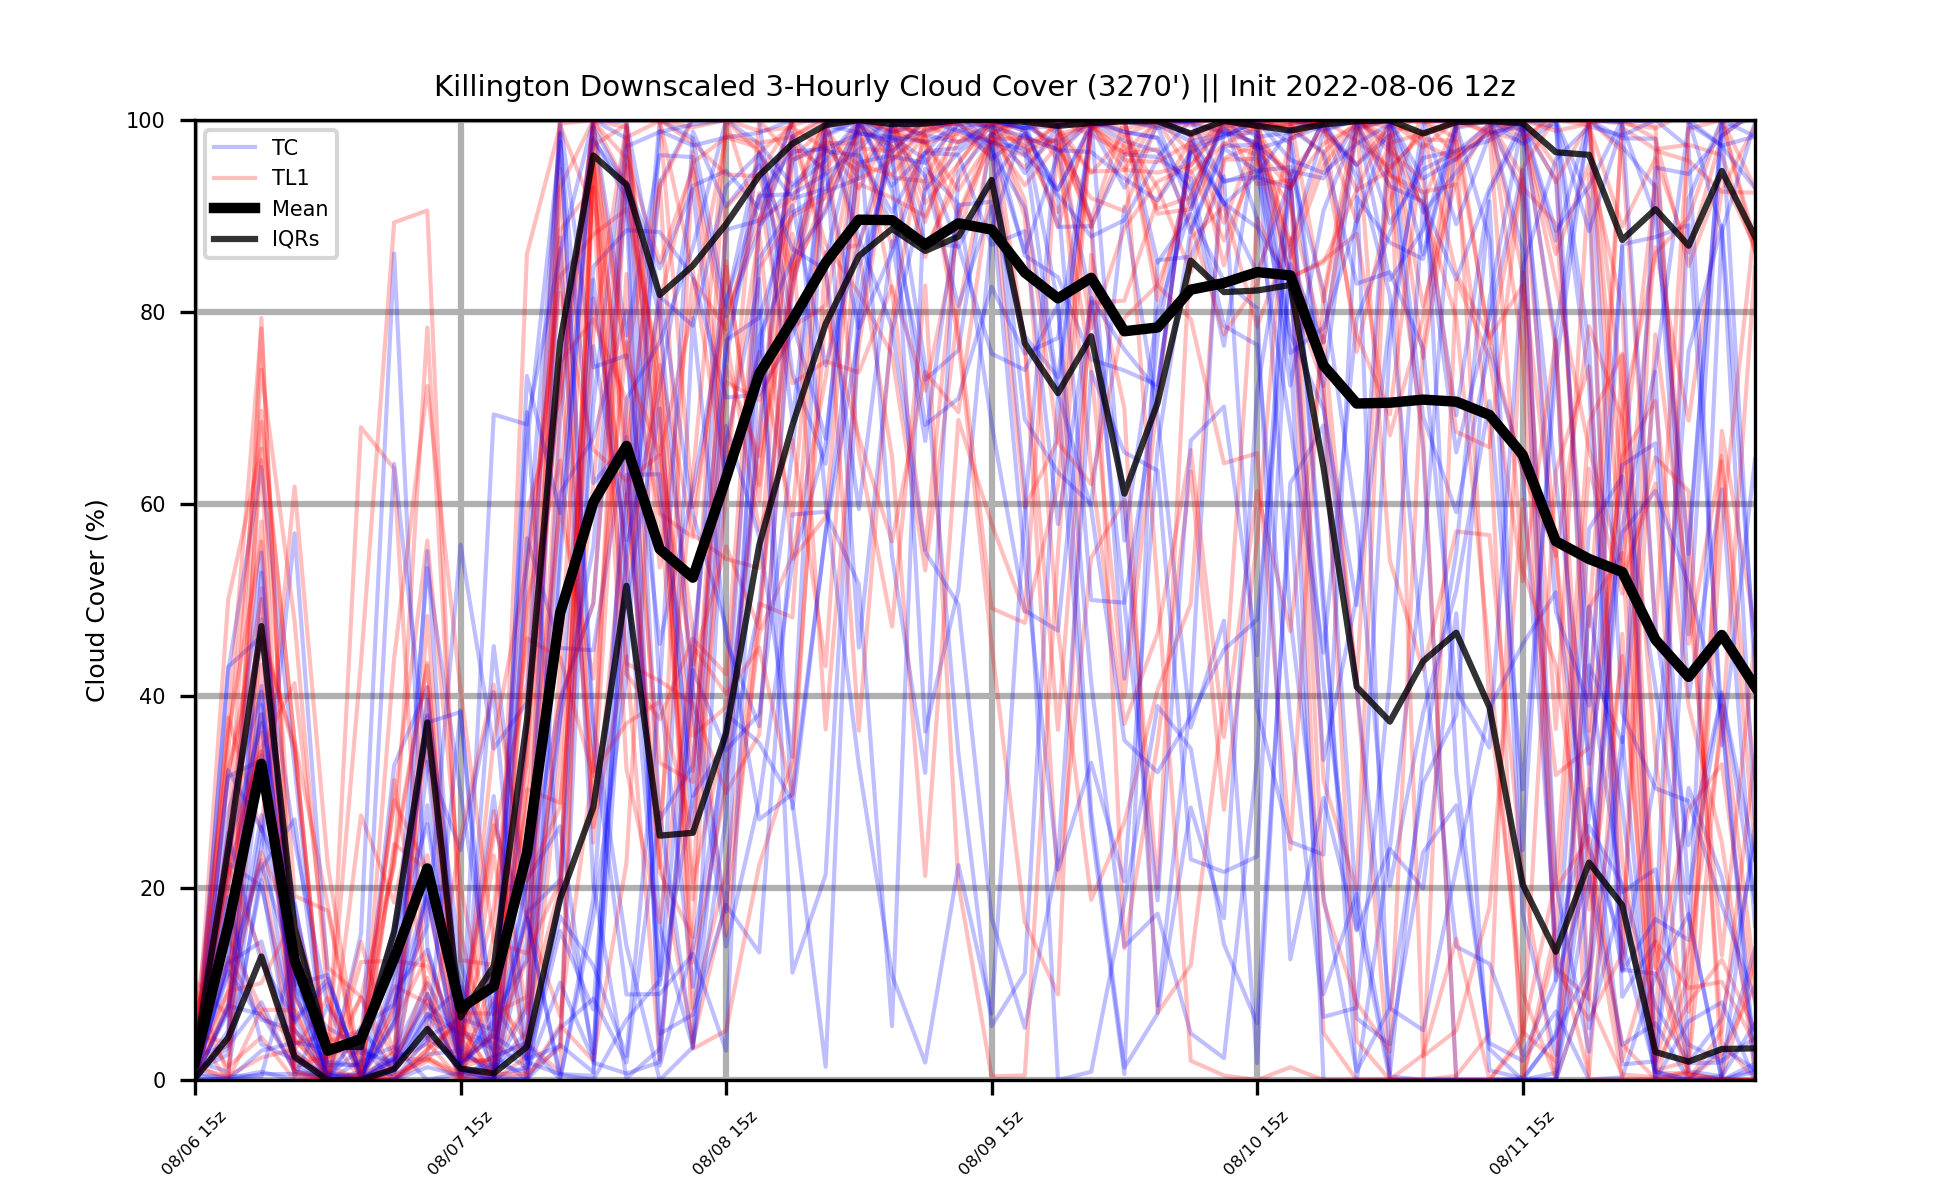 Killington Downscaled 3-Hourly Cloud Cover (3270') || Init 2022-08-06 12z
100
80
60
40
20
0
Cloud Cover (%)
TC
TL1
Mean
IQRs
08/06 15z
08/07 15z
08/08 15z
08/09 15z
08/10 15z
08/11 15z